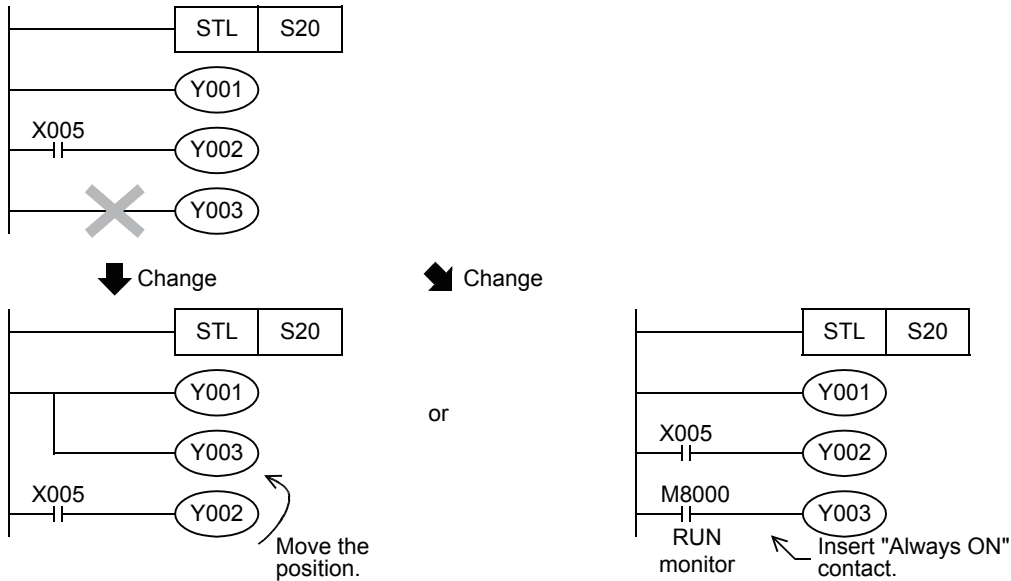 STL S20
Y001
X005
Y002
Y003
Change
Change
STL S20
Y001
Y003
X005
Y002
Move the
position.
or
STL S20
Y001
X005
Y002
M8000
Y003
RUN
monitor
Insert "Always ON"
contact.